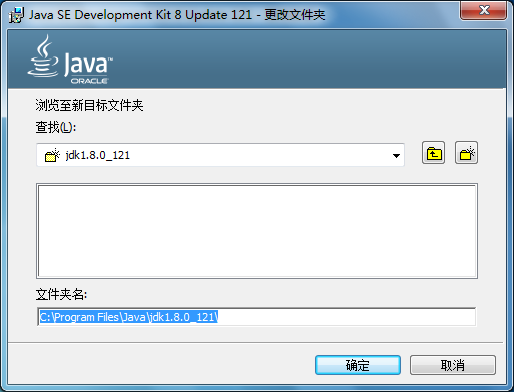 Java SE Development Kit 8 Update 121 - 更改文件夹
Java™
ORACLE
浏览至新目标文件夹
查找(L):
jdk1.8.0_121
文件夹名:
C:\Program Files\Java\jdk1.8.0_121\
确定
取消